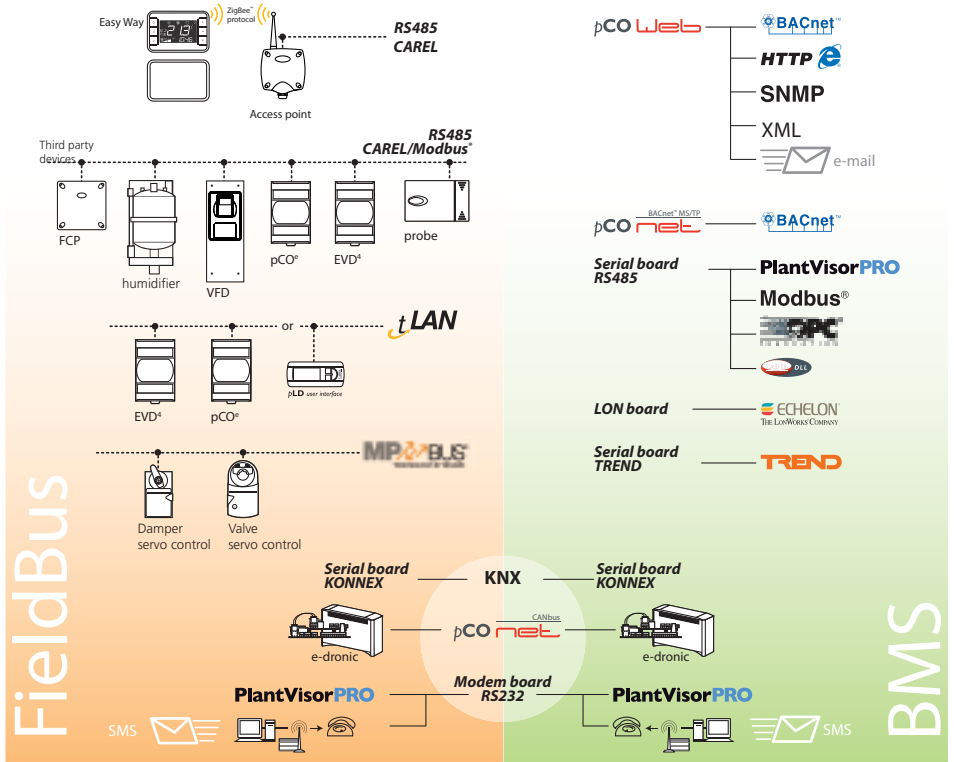 Easy Way
ZigBee™
protocol
RS485
CAREL
Access point
Third party
devices
RS485
CAREL/Modbus®
FCP
humidifier
VFD
pCOe
EVD4
probe
or
tLAN
EVD4
pCOe
pLD user interface
MP BUS
Damper
servo control
Valve
servo control
FieldBus
pCO Web
BACnet™
HTTP
SNMP
XML
e-mail
pCO net
BACnet™ MS/TP
BACnet™
Serial board
RS485
PlantVisorPRO
Modbus®
OPC
DLL
LON board
ECHELON®
THE LONWORKS COMPANY
Serial board
TREND
TREND
BMS
Serial board
KONNEX
KNX
Serial board
KONNEX
e-dronic
CANbus
pCO net
e-dronic
Modem board
RS232
PlantVisorPRO
PlantVisorPRO
SMS
SMS